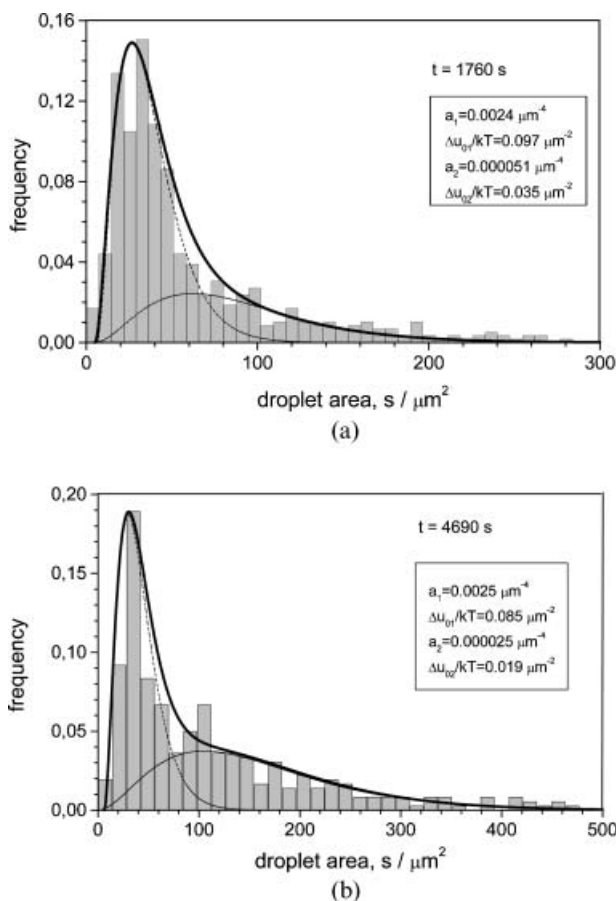 0,16
0,12
0,08
0,04
0,00
frequency
t = 1760 s
a₁=0.0024 μm⁻⁴
Δu₀₁/kT=0.097 μm⁻²
a₂=0.000051 μm⁻⁴
Δu₀₂/kT=0.035 μm⁻²
0 100 200 300
droplet area, s / μm²
(a)
0,20
0,15
0,10
0,05
0,00
frequency
t = 4690 s
a₁=0.0025 μm⁻⁴
Δu₀₁/kT=0.085 μm⁻²
a₂=0.000025 μm⁻⁴
Δu₀₂/kT=0.019 μm⁻²
0 100 200 300 400 500
droplet area, s / μm²
(b)